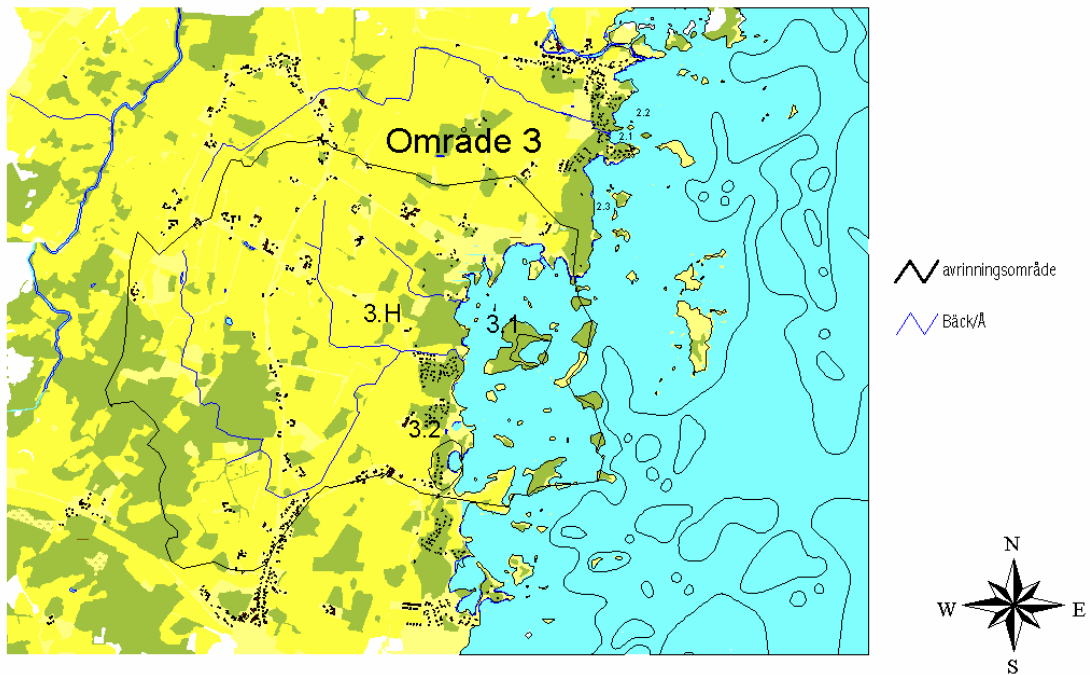 2.2
2.1
Område 3
2.3
avrinningsområde
3.H
3.1
Bäck/Å
3.2
N
W E
S